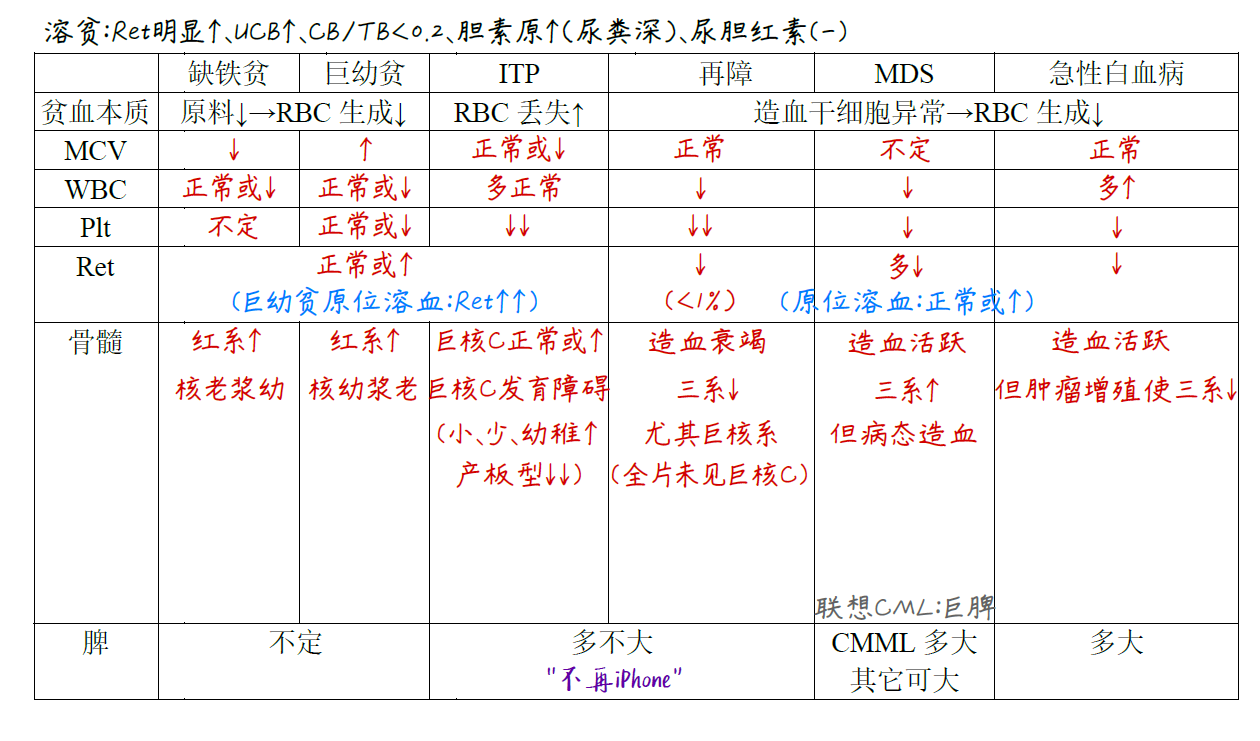 溶贫:Ret明显↑、UCB↑、CB/TB<0.2、胆素原↑(尿粪深)、尿胆红素(-)
缺铁贫 巨幼贫 ITP 再障 MDS 急性白血病
贫血本质 原料↓→RBC 生成↓ RBC 丢失↑ 造血干细胞异常→RBC 生成↓
MCV ↓ ↑ 正常或↓ 正常 不定 正常
WBC 正常或↓ 正常或↓ 多正常 ↓ ↓ 多↑
Plt 不定 正常或↓ ↓↓ ↓↓ ↓ ↓
Ret 正常或↑ ↓ 多↓ ↓
(巨幼贫原位溶血:Ret↑↑) (<1%) (原位溶血:正常或↑)
骨髓 红系↑ 红系↑ 巨核C正常或↑ 造血衰竭 造血活跃 造血活跃
核老浆幼 核幼浆老 巨核C发育障碍 三系↓ 三系↑ 但肿瘤增殖使三系↓
(小、少、幼稚↑ 尤其巨核系 但病态造血
产板型↓↓) (全片未见巨核C)
联想CML:巨脾
脾 不定 多不大 CMML 多大 多大
"不再iPhone" 其它可大